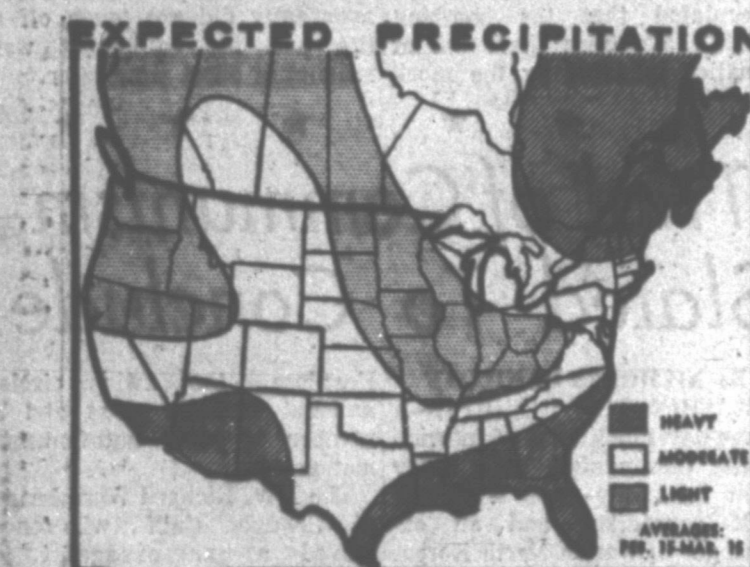 EXPECTED PRECIPITATION
HEAVY
MODERATE
LIGHT
AVERAGES:
FEB. 15-MAR. 15